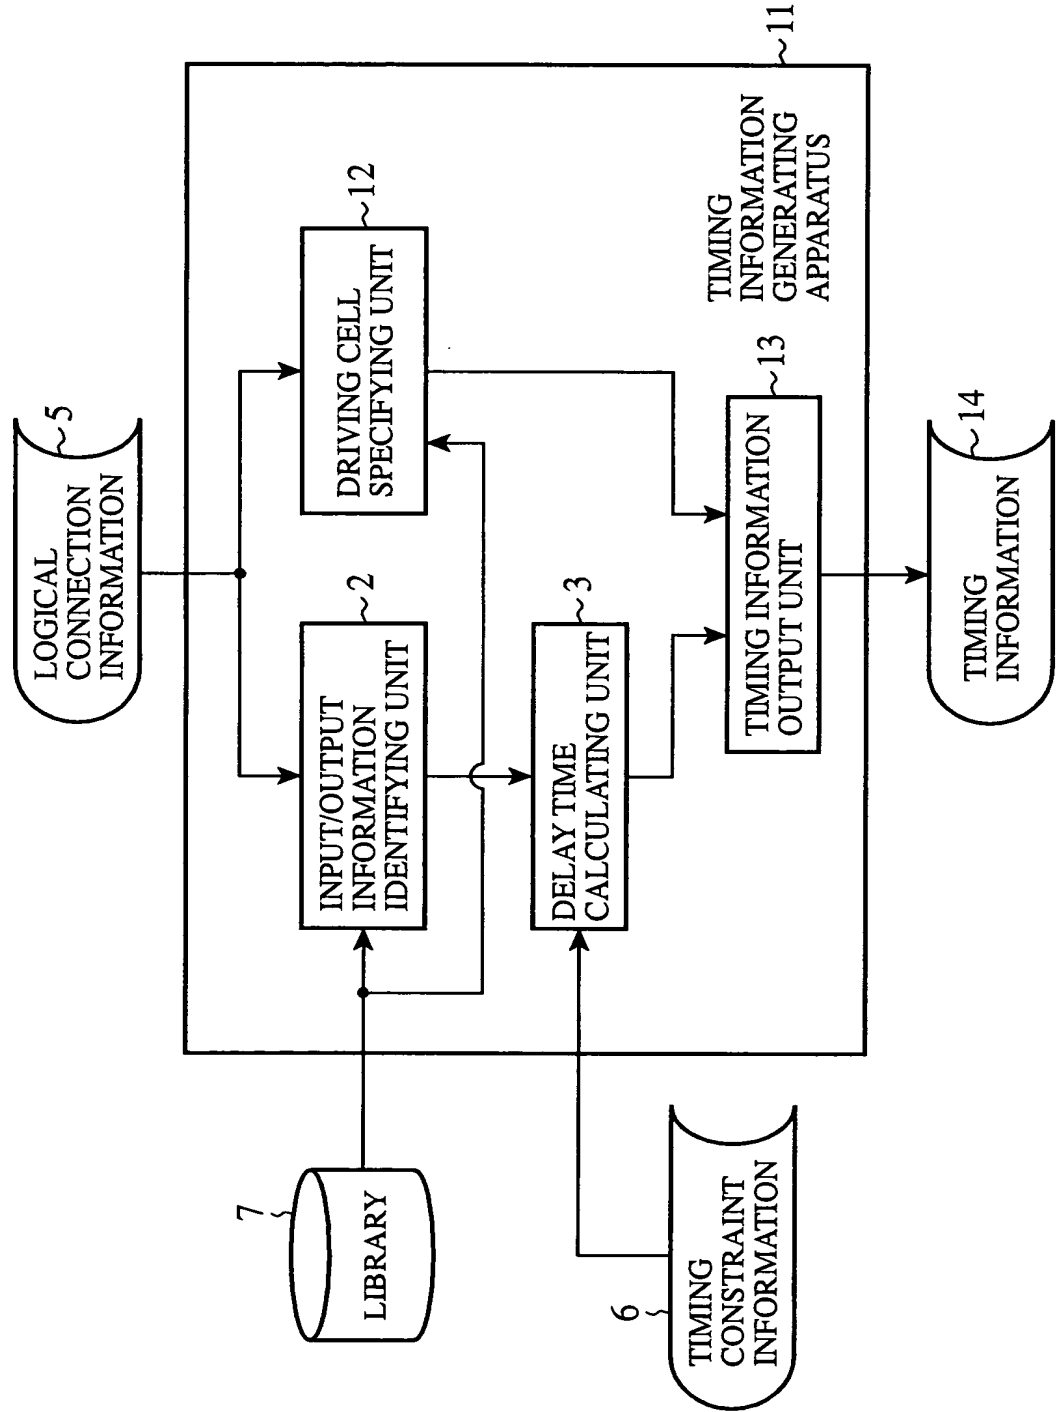 5
LOGICAL
CONNECTION
INFORMATION
11
TIMING
INFORMATION
GENERATING
APPARATUS
12
DRIVING CELL
SPECIFYING UNIT
2
INPUT/OUTPUT
INFORMATION
IDENTIFYING UNIT
7
LIBRARY
3
DELAY TIME
CALCULATING UNIT
6
TIMING
CONSTRAINT
INFORMATION
13
TIMING INFORMATION
OUTPUT UNIT
14
TIMING
INFORMATION